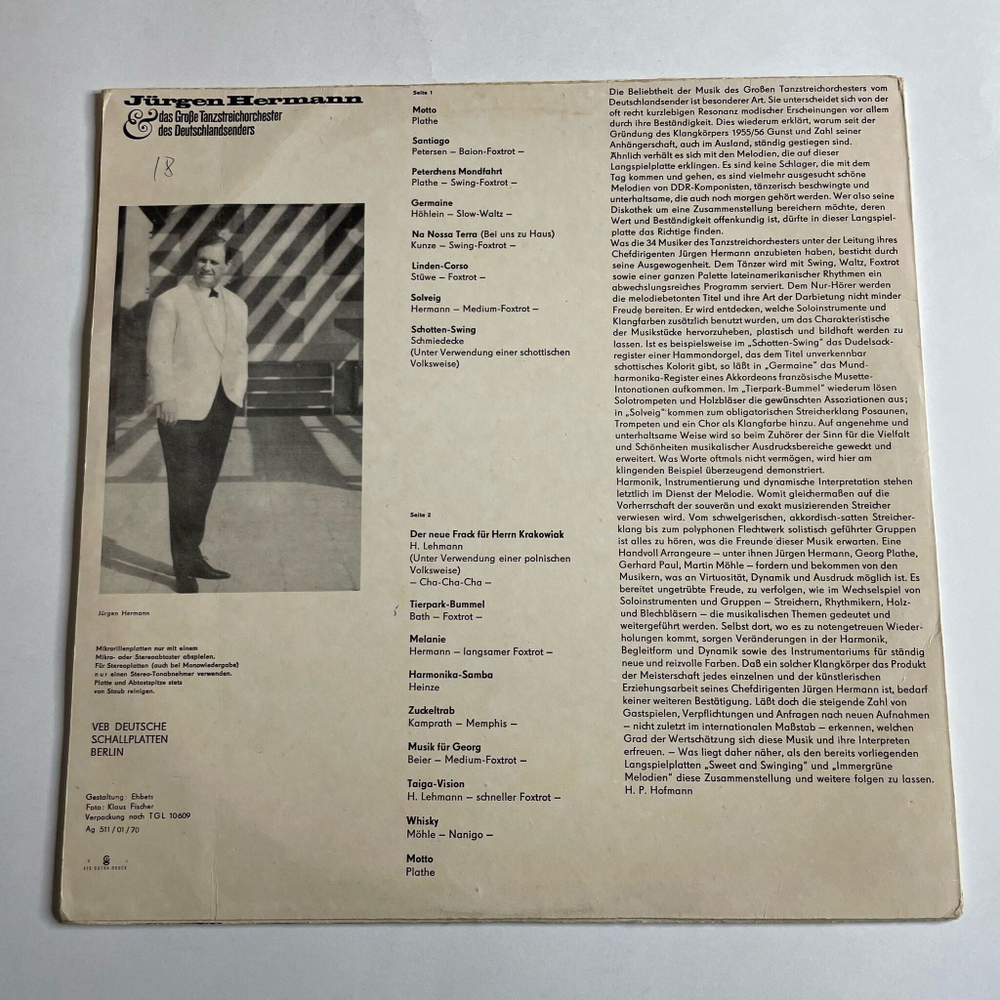 Jürgen Hermann
& das Große Tanzstreichorchester
des Deutschlandsenders
18
Jürgen Hermann
Mikrorillenplatten nur mit einem
Mikro- oder Stereoabtaster abspielen.
Für Stereoplatten (auch bei Monowiedergabe)
nur einen Stereo-Tonabnehmer verwenden.
Platte und Abtastspitze stets
von Staub reinigen.
VEB DEUTSCHE
SCHALLPLATTEN
BERLIN
Gestaltung: Ehbets
Foto: Klaus Fischer
Verpackung nach TGL 10609
Ag 511/01/70
Seite 1
Motto
Plathe
Santiago
Petersen – Baion-Foxtrot –
Peterchens Mondfahrt
Plathe – Swing-Foxtrot –
Germaine
Höhlein – Slow-Waltz –
Na Nossa Terra (Bei uns zu Haus)
Kunze – Swing-Foxtrot –
Linden-Corso
Stüwe – Foxtrot –
Solveig
Hermann – Medium-Foxtrot –
Schotten-Swing
Schmiedecke
(Unter Verwendung einer schottischen
Volksweise)
Seite 2
Der neue Frack für Herrn Krakowiak
H. Lehmann
(Unter Verwendung einer polnischen
Volksweise)
– Cha-Cha-Cha –
Tierpark-Bummel
Bath – Foxtrot –
Melanie
Hermann – langsamer Foxtrot –
Harmonika-Samba
Heinze
Zuckeltrab
Kamprath – Memphis –
Musik für Georg
Beier – Medium-Foxtrot –
Taiga-Vision
H. Lehmann – schneller Foxtrot –
Whisky
Möhle – Nanigo –
Motto
Plathe
Die Beliebtheit der Musik des Großen Tanzstreichorchesters vom
Deutschlandsender ist besonderer Art. Sie unterscheidet sich von der
oft recht kurzlebigen Resonanz modischer Erscheinungen vor allem
durch ihre Beständigkeit. Dies wiederum erklärt, warum seit der
Gründung des Klangkörpers 1955/56 Gunst und Zahl seiner
Anhängerschaft, auch im Ausland, ständig gestiegen sind.
Ähnlich verhält es sich mit den Melodien, die auf dieser
Langspielplatte erklingen. Es sind keine Schlager, die mit dem
Tag kommen und gehen, es sind vielmehr ausgesucht schöne
Melodien von DDR-Komponisten, tänzerisch beschwingte und
unterhaltsame, die auch noch morgen gehört werden. Wer also seine
Diskothek um eine Zusammenstellung bereichern möchte, deren
Wert und Beständigkeit offenkundig ist, dürfte in dieser Langspiel-
platte das Richtige finden.
Was die 34 Musiker des Tanzstreichorchesters unter der Leitung ihres
Chefdirigenten Jürgen Hermann anzubieten haben, besticht durch
seine Ausgewogenheit. Dem Tänzer wird mit Swing, Waltz, Foxtrot
sowie einer ganzen Palette lateinamerikanischer Rhythmen ein
abwechslungsreiches Programm serviert. Dem Nur-Hörer werden
die melodiebetonten Titel und ihre Art der Darbietung nicht minder
Freude bereiten. Er wird entdecken, welche Soloinstrumente und
Klangfarben zusätzlich benutzt wurden, um das Charakteristische
der Musikstücke hervorzuheben, plastisch und bildhaft werden zu
lassen. Ist es beispielsweise im „Schotten-Swing“ das Dudelsack-
register einer Hammondorgel, das dem Titel unverkennbar
schottisches Kolorit gibt, so läßt in „Germaine“ das Mund-
harmonika-Register eines Akkordeons französische Musette-
Intonationen aufkommen. Im „Tierpark-Bummel“ wiederum lösen
Solotrompeten und Holzbläser die gewünschten Assoziationen aus;
in „Solveig“ kommen zum obligatorischen Streicherklang Posaunen,
Trompeten und ein Chor als Klangfarbe hinzu. Auf angenehme und
unterhaltsame Weise wird so beim Zuhörer der Sinn für die Vielfalt
und Schönheiten musikalischer Ausdrucksbereiche geweckt und
erweitert. Was Worte oftmals nicht vermögen, wird hier am
klingenden Beispiel überzeugend demonstriert.
Harmonik, Instrumentierung und dynamische Interpretation stehen
letztlich im Dienst der Melodie. Womit gleichermaßen auf die
Vorherrschaft der souverän und exakt musizierenden Streicher
verwiesen wird. Vom schwelgerischen, akkordisch-satten Streicher-
klang bis zum polyphonen Flechtwerk solistisch geführter Gruppen
ist alles zu hören, was die Freunde dieser Musik erwarten. Eine
Handvoll Arrangeure – unter ihnen Jürgen Hermann, Georg Plathe,
Gerhard Paul, Martin Möhle – fordern und bekommen von den
Musikern, was an Virtuosität, Dynamik und Ausdruck möglich ist. Es
bereitet ungetrübte Freude, zu verfolgen, wie im Wechselspiel von
Soloinstrumenten und Gruppen – Streichern, Rhythmikern, Holz-
und Blechbläsern – die musikalischen Themen gedeutet und
weitergeführt werden. Selbst dort, wo es zu notengetreuen Wieder-
holungen kommt, sorgen Veränderungen in der Harmonik,
Begleitform und Dynamik sowie des Instrumentariums für ständig
neue und reizvolle Farben. Daß ein solcher Klangkörper das Produkt
der Meisterschaft jedes einzelnen und der künstlerischen
Erziehungsarbeit seines Chefdirigenten Jürgen Hermann ist, bedarf
keiner weiteren Bestätigung. Läßt doch die steigende Zahl von
Gastspielen, Verpflichtungen und Anfragen nach neuen Aufnahmen
– nicht zuletzt im internationalen Maßstab – erkennen, welchen
Grad der Wertschätzung sich diese Musik und ihre Interpreten
erfreuen. – Was liegt daher näher, als den bereits vorliegenden
Langspielplatten „Sweet and Swinging“ und „Immergrüne
Melodien“ diese Zusammenstellung und weitere folgen zu lassen.
H. P. Hofmann